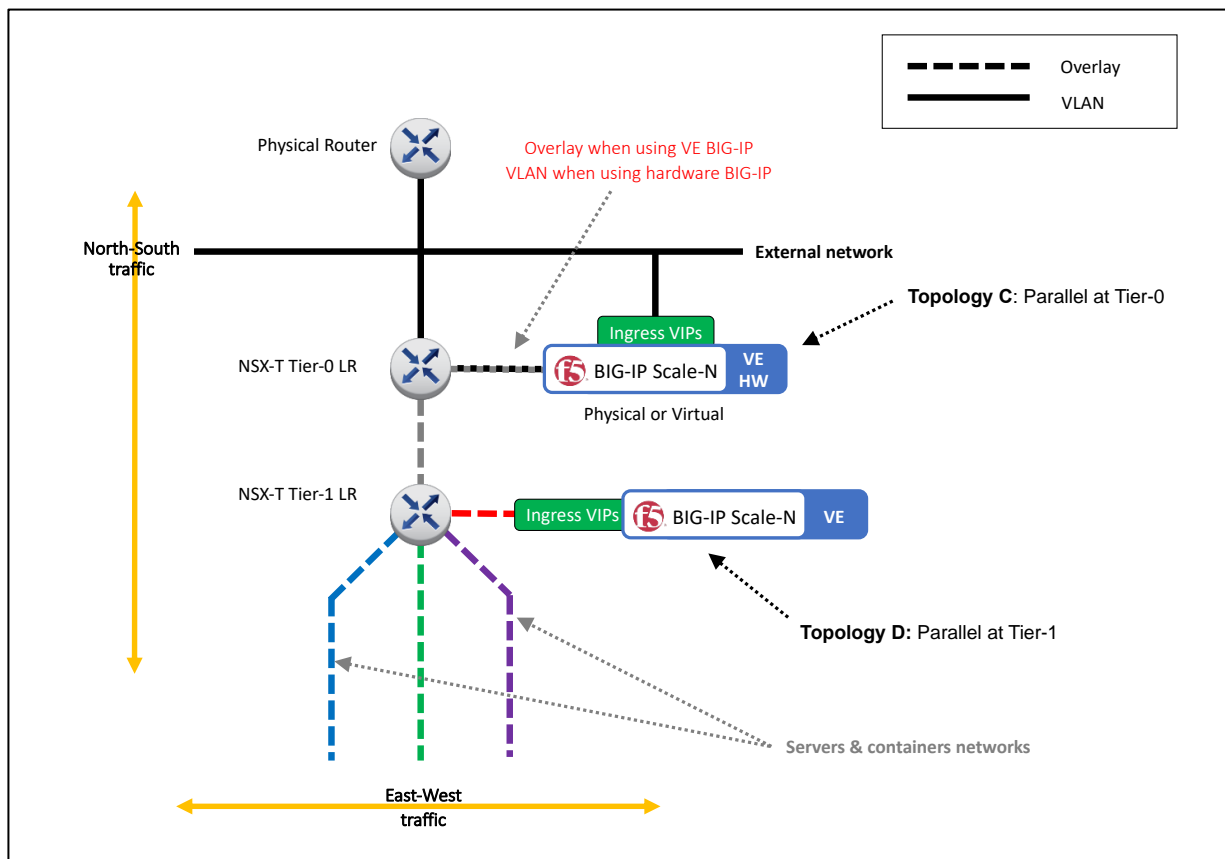 Overlay
VLAN
Physical Router
Overlay when using VE BIG-IP
VLAN when using hardware BIG-IP
North-South
traffic
External network
Topology C: Parallel at Tier-0
Ingress VIPs
NSX-T Tier-0 LR
f5
BIG-IP Scale-N
VE
HW
Physical or Virtual
NSX-T Tier-1 LR
Ingress VIPs
f5
BIG-IP Scale-N
VE
Topology D: Parallel at Tier-1
Servers & containers networks
East-West
traffic